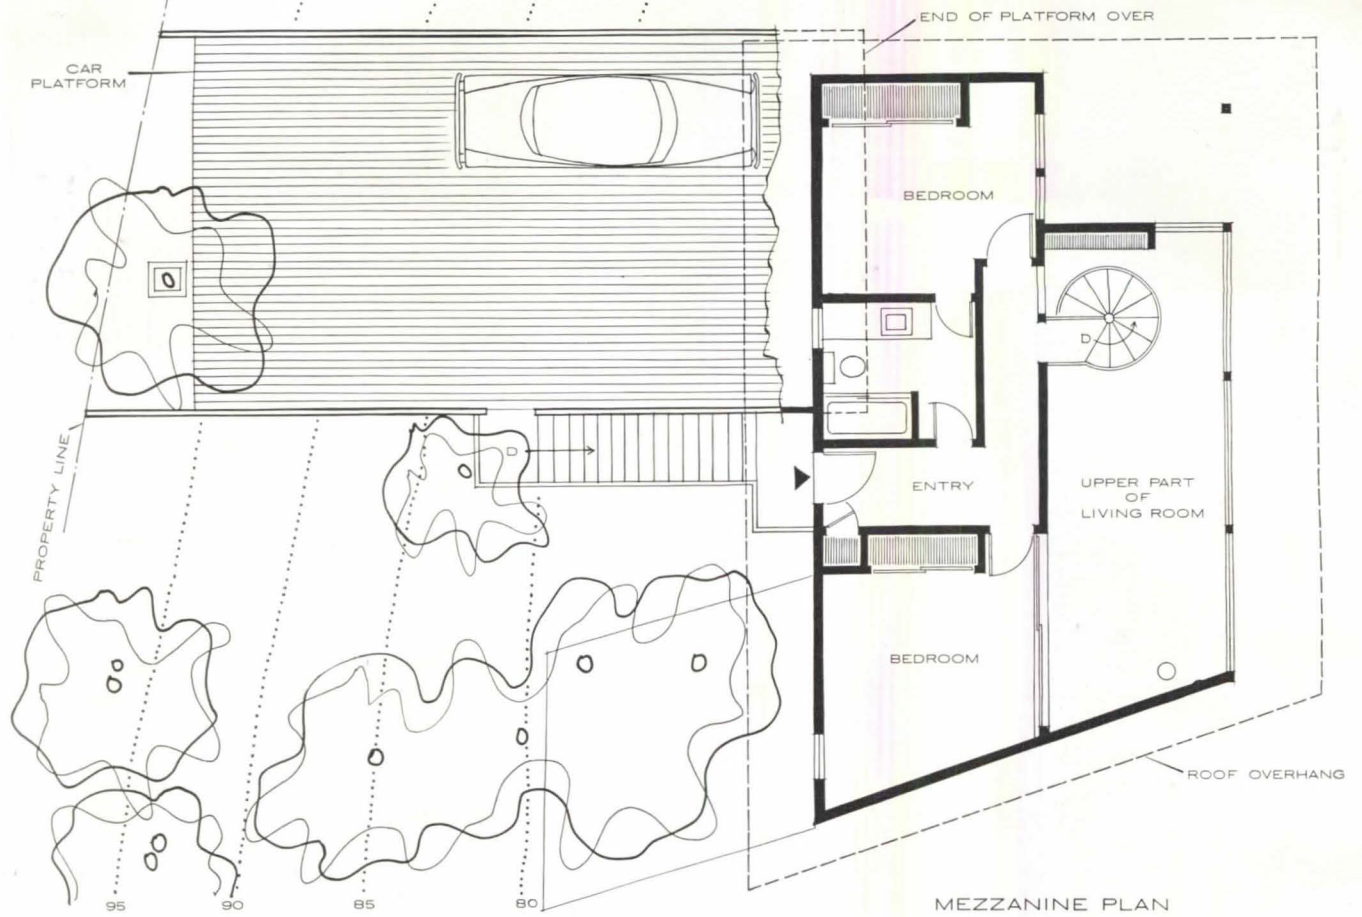 END OF PLATFORM OVER
CAR
PLATFORM
BEDROOM
D
PROPERTY LINE
D
ENTRY
UPPER PART
OF
LIVING ROOM
BEDROOM
ROOF OVERHANG
95
90
85
80
MEZZANINE PLAN